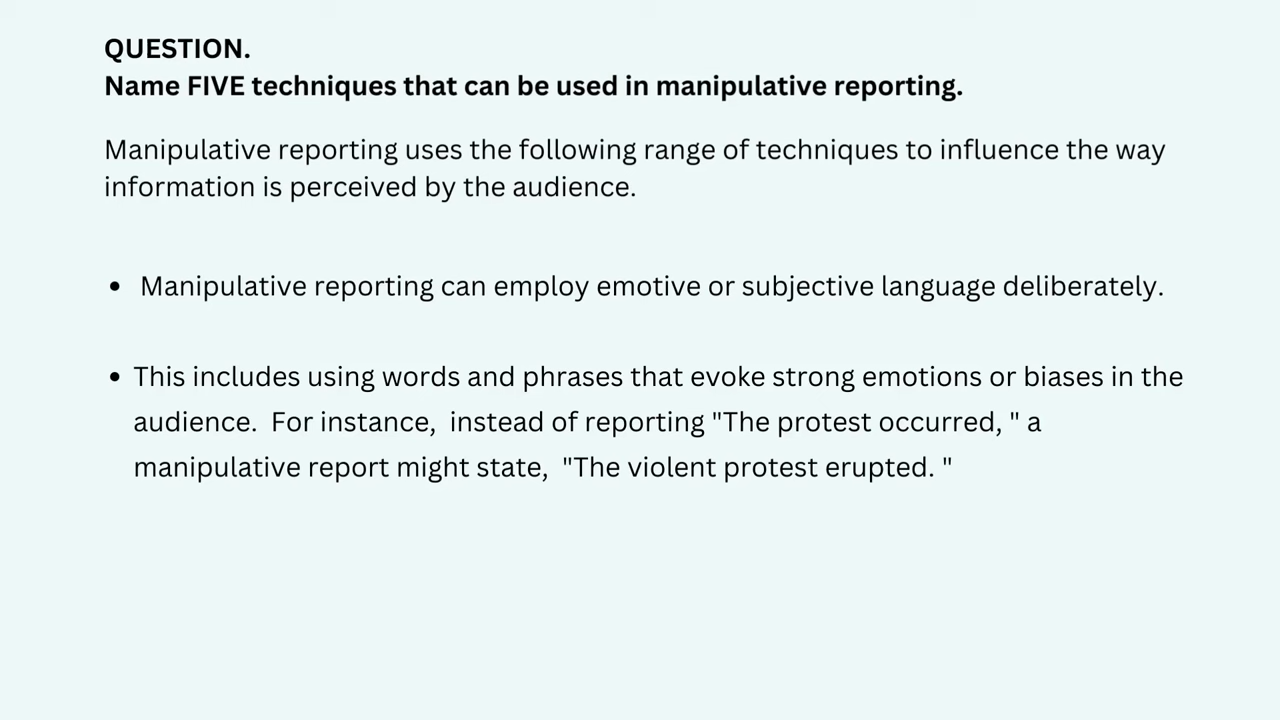 QUESTION.
Name FIVE techniques that can be used in manipulative reporting.
Manipulative reporting uses the following range of techniques to influence the way
information is perceived by the audience.
• Manipulative reporting can employ emotive or subjective language deliberately.
• This includes using words and phrases that evoke strong emotions or biases in the
audience.  For instance,  instead of reporting "The protest occurred, " a
manipulative report might state,  "The violent protest erupted. "